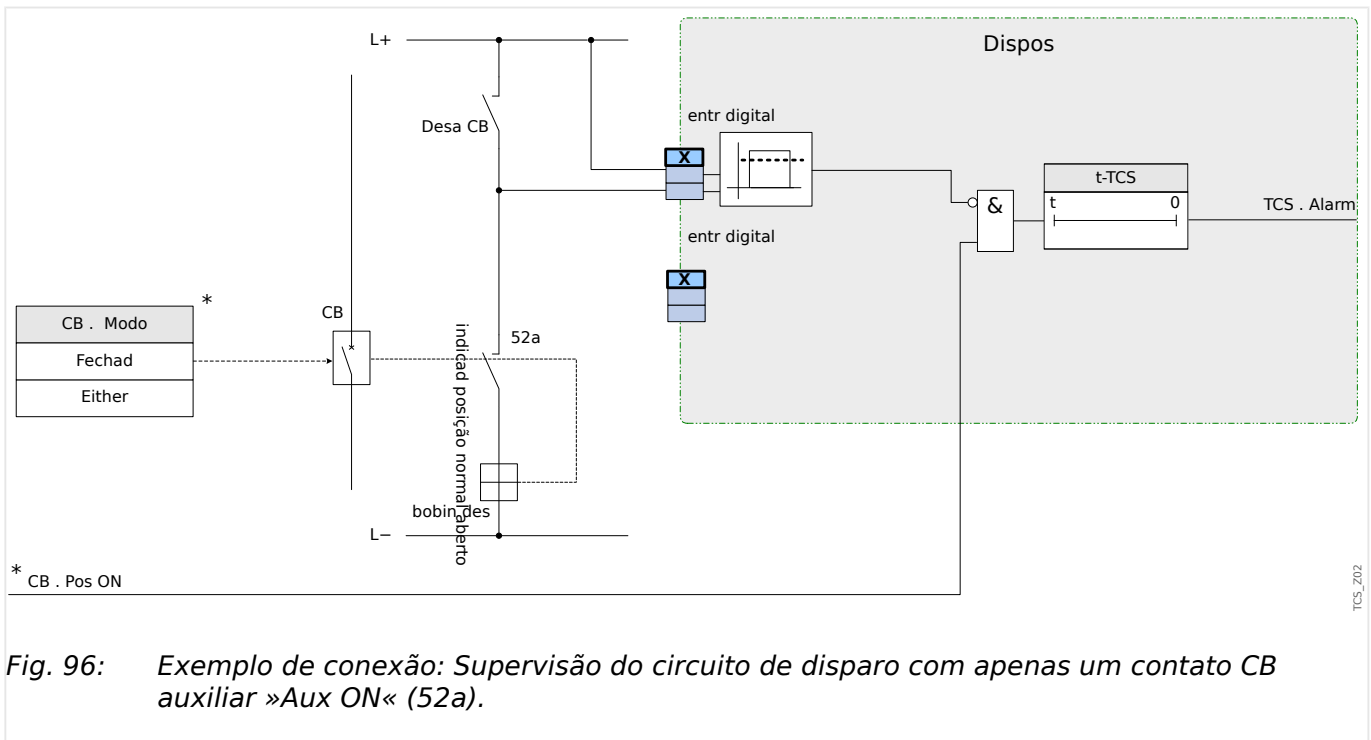 L+
Dispos
Desa CB
entr digital
X
t-TCS
t 0
&
TCS . Alarm
entr digital
X
*
CB . Modo
Fechad
Either
CB
52a
indicad posição normal aberto
bobin des
L−
* CB . Pos ON
TCS_Z02
Fig. 96: Exemplo de conexão: Supervisão do circuito de disparo com apenas um contato CB
auxiliar »Aux ON« (52a).